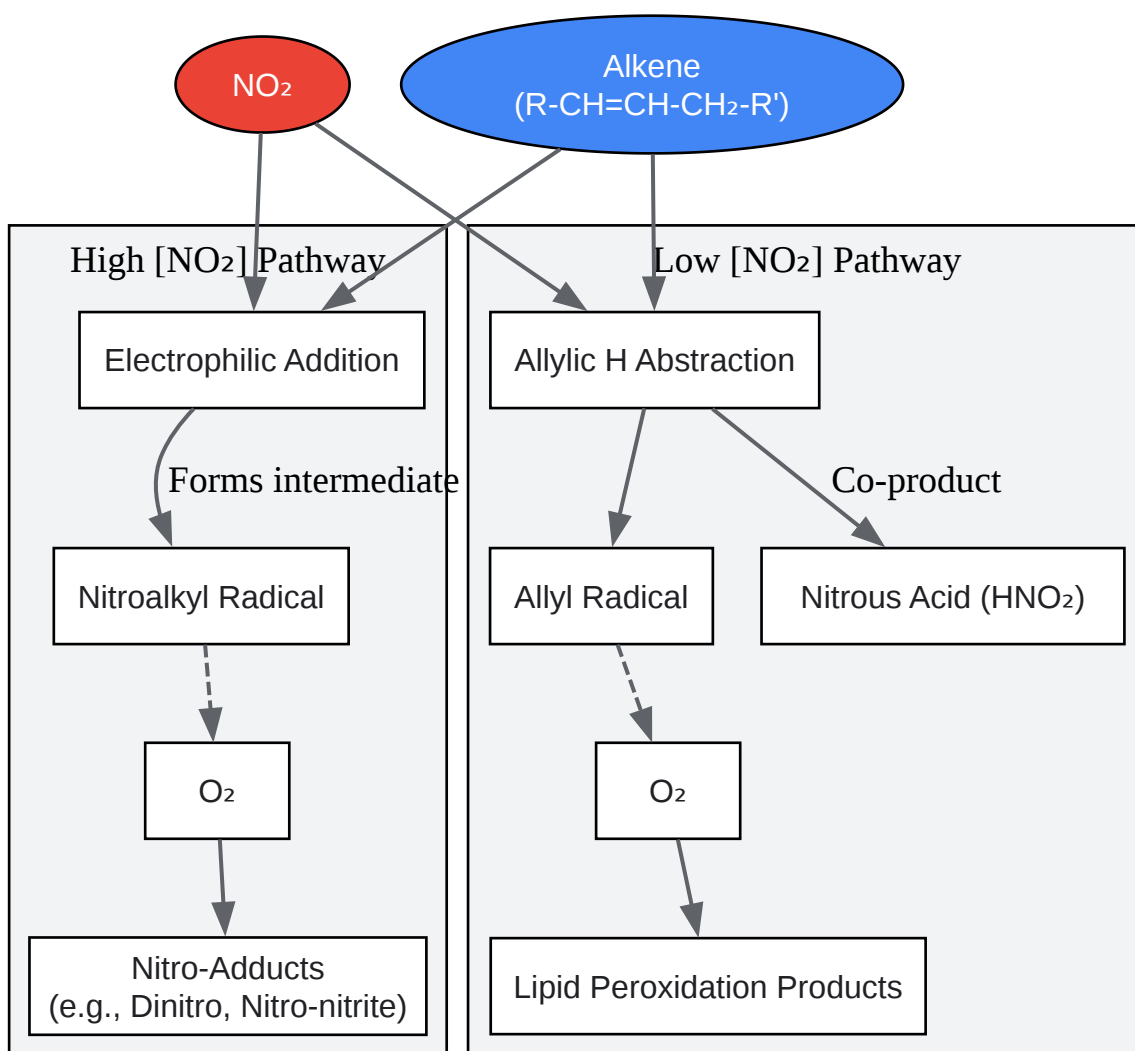 NO₂
Alkene
(R-CH=CH-CH₂-R')
High [NO₂] Pathway
Low [NO₂] Pathway
Electrophilic Addition
Allylic H Abstraction
Forms intermediate
Co-product
Nitroalkyl Radical
Allyl Radical
Nitrous Acid (HNO₂)
O₂
O₂
Nitro-Adducts
(e.g., Dinitro, Nitro-nitrite)
Lipid Peroxidation Products